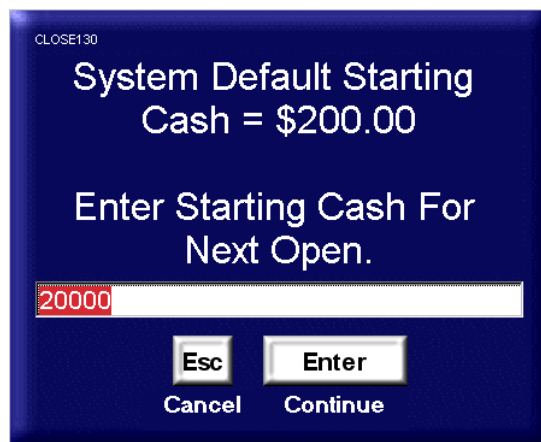 CLOSE130
System Default Starting
Cash = $200.00
Enter Starting Cash For
Next Open.
20000
Esc Enter
Cancel Continue